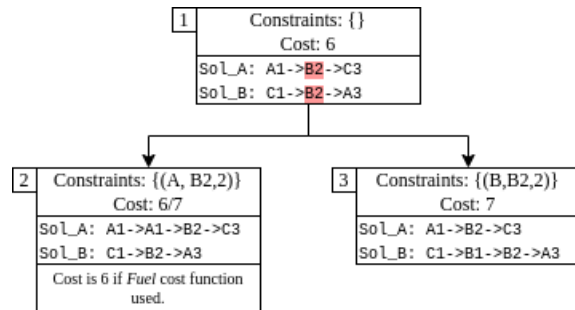 1
Constraints: {}
Cost: 6
Sol_A: A1->B2->C3
Sol_B: C1->B2->A3
2
Constraints: {(A, B2,2)}
Cost: 6/7
Sol_A: A1->A1->B2->C3
Sol_B: C1->B2->A3
Cost is 6 if Fuel cost function
used.
3
Constraints: {(B,B2,2)}
Cost: 7
Sol_A: A1->B2->C3
Sol_B: C1->B1->B2->A3